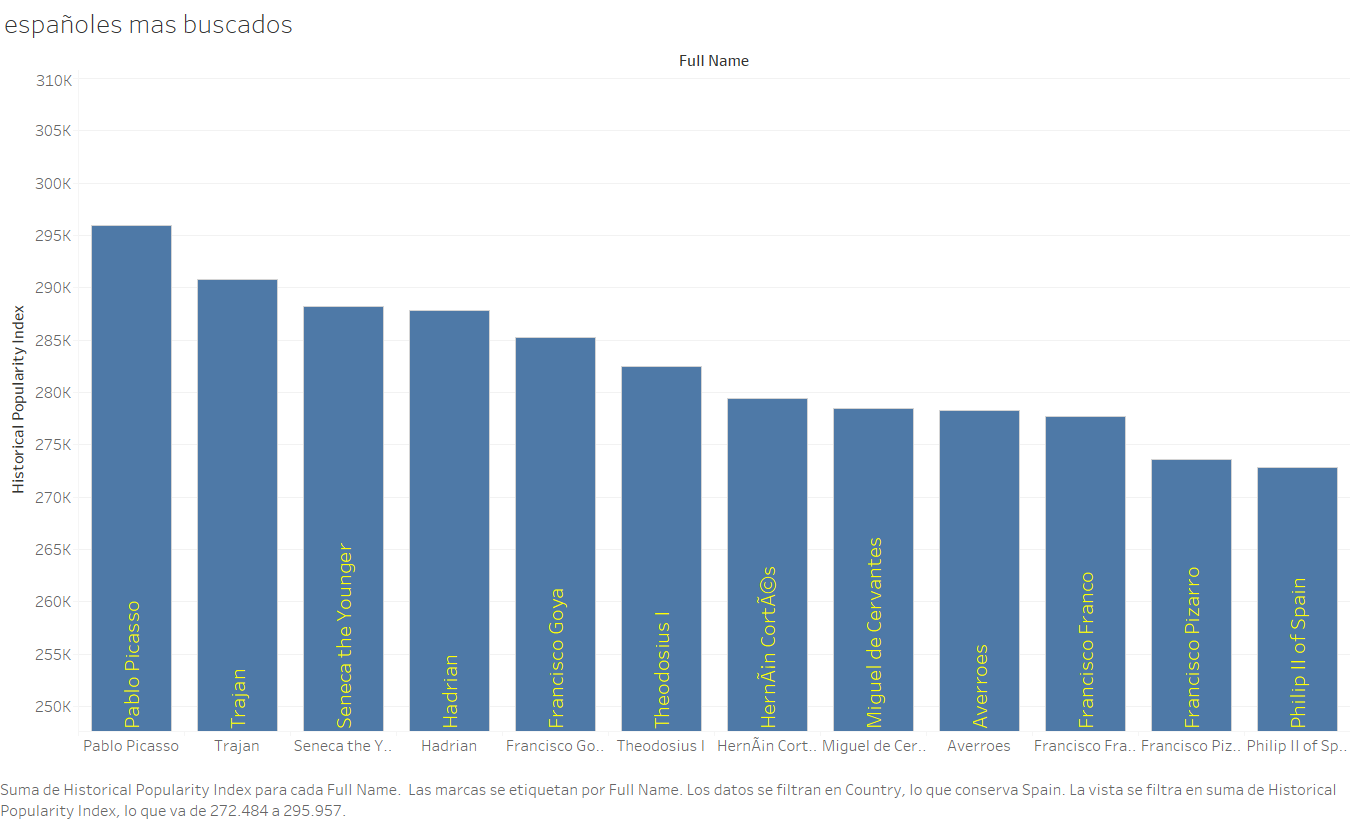 españoles mas buscados
Full Name
Historical Popularity Index
310K
305K
300K
295K
290K
285K
280K
275K
270K
265K
260K
255K
250K
Pablo Picasso
Trajan
Seneca the Younger
Hadrian
Francisco Goya
Theodosius I
HernÃ¡n CortÃ©s
Miguel de Cervantes
Averroes
Francisco Franco
Francisco Pizarro
Philip II of Spain
Pablo Picasso
Trajan
Seneca the Y..
Hadrian
Francisco Go..
Theodosius I
HernÃ¡n Cort..
Miguel de Cer..
Averroes
Francisco Fra..
Francisco Piz..
Philip II of Sp..
Suma de Historical Popularity Index para cada Full Name.  Las marcas se etiquetan por Full Name. Los datos se filtran en Country, lo que conserva Spain. La vista se filtra en suma de Historical
Popularity Index, lo que va de 272.484 a 295.957.